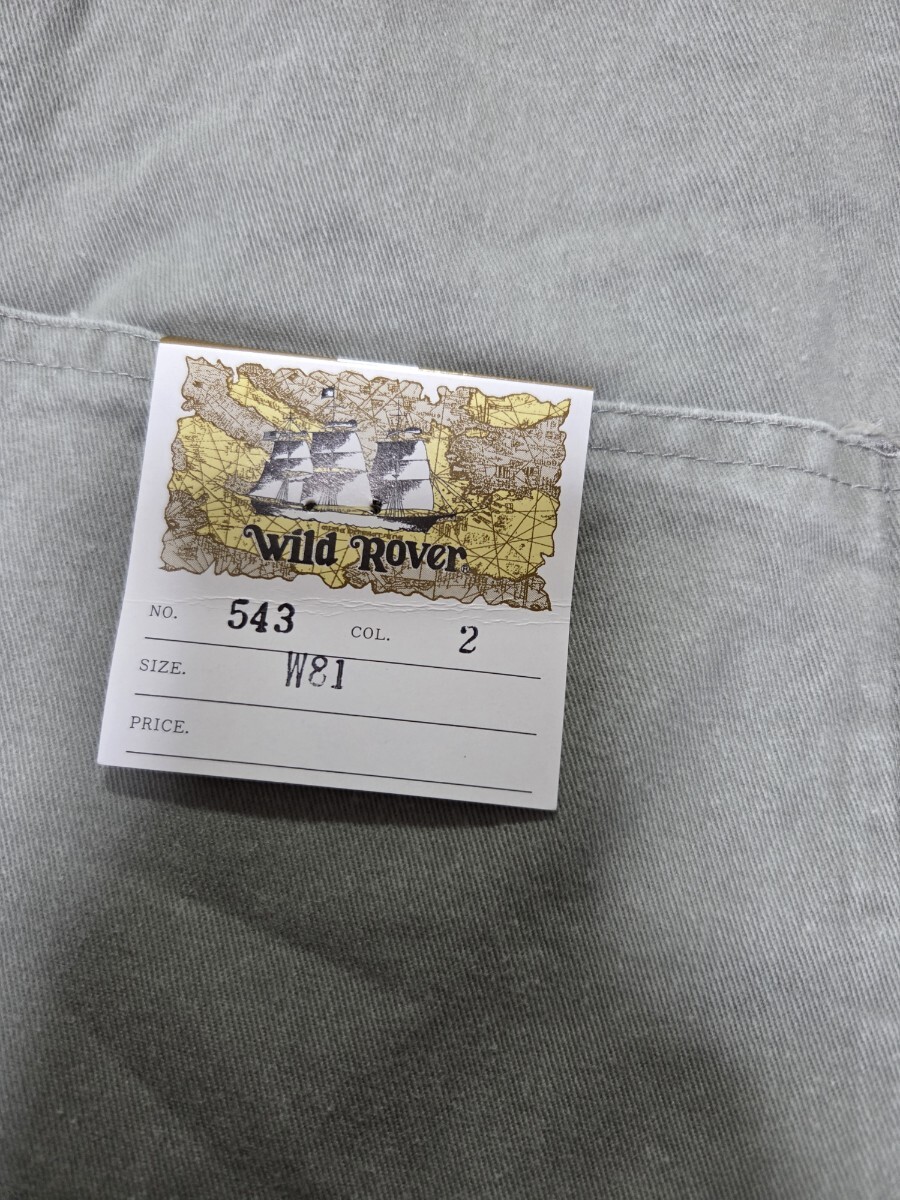 Wild Rover®
NO. 543 COL. 2
SIZE. W81
PRICE.